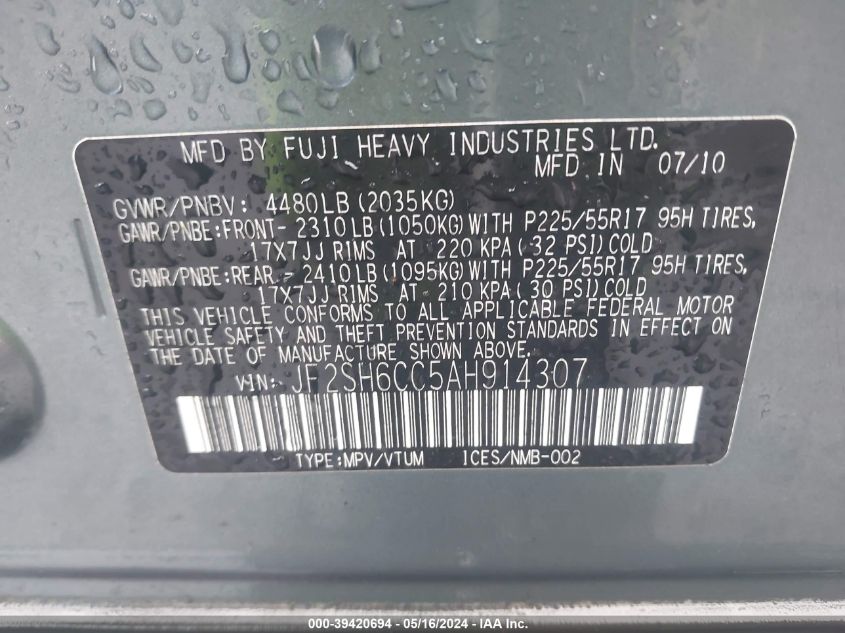 MFD BY FUJI HEAVY INDUSTRIES LTD.
MFD IN 07/10
GVWR/PNBV: 4480LB(2035KG)
GAWR/PNBE:FRONT- 2310LB(1050KG)WITH P225/55R17 95H TIRES,
17X7JJ RIMS AT 220 KPA( 32 PSI)COLD
GAWR/PNBE:REAR - 2410LB(1095KG)WITH P225/55R17 95H TIRES,
17X7JJ RIMS AT 210 KPA( 30 PSI)COLD
THIS VEHICLE CONFORMS TO ALL APPLICABLE FEDERAL MOTOR
VEHICLE SAFETY AND THEFT PREVENTION STANDARDS IN EFFECT ON
THE DATE OF MANUFACTURE SHOWN ABOVE.
VIN: JF2SH6CC5AH914307
TYPE:MPV/VTUM ICES/NMB-002
000-39420694 - 05/16/2024 - IAA Inc.